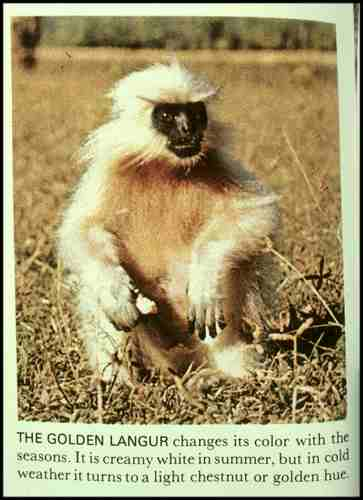 THE GOLDEN LANGUR changes its color with the
seasons. It is creamy white in summer, but in cold
weather it turns to a light chestnut or golden hue.